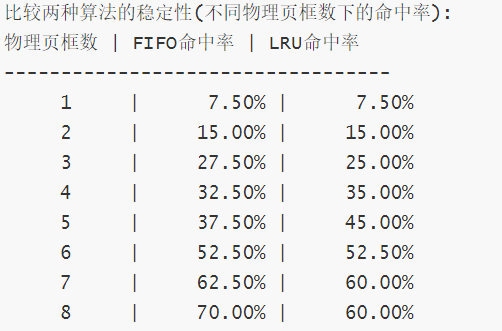 比较两种算法的稳定性(不同物理页框数下的命中率):
物理页框数 | FIFO命中率 | LRU命中率
----------------------------------
1 | 7.50% | 7.50%
2 | 15.00% | 15.00%
3 | 27.50% | 25.00%
4 | 32.50% | 35.00%
5 | 37.50% | 45.00%
6 | 52.50% | 52.50%
7 | 62.50% | 60.00%
8 | 70.00% | 60.00%